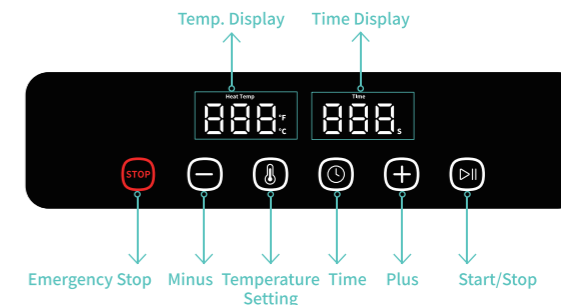 Temp. Display Time Display
Heat Temp Time
888. °F 888.
°C S
STOP
Emergency Stop Minus Temperature Time Plus Start/Stop
Setting